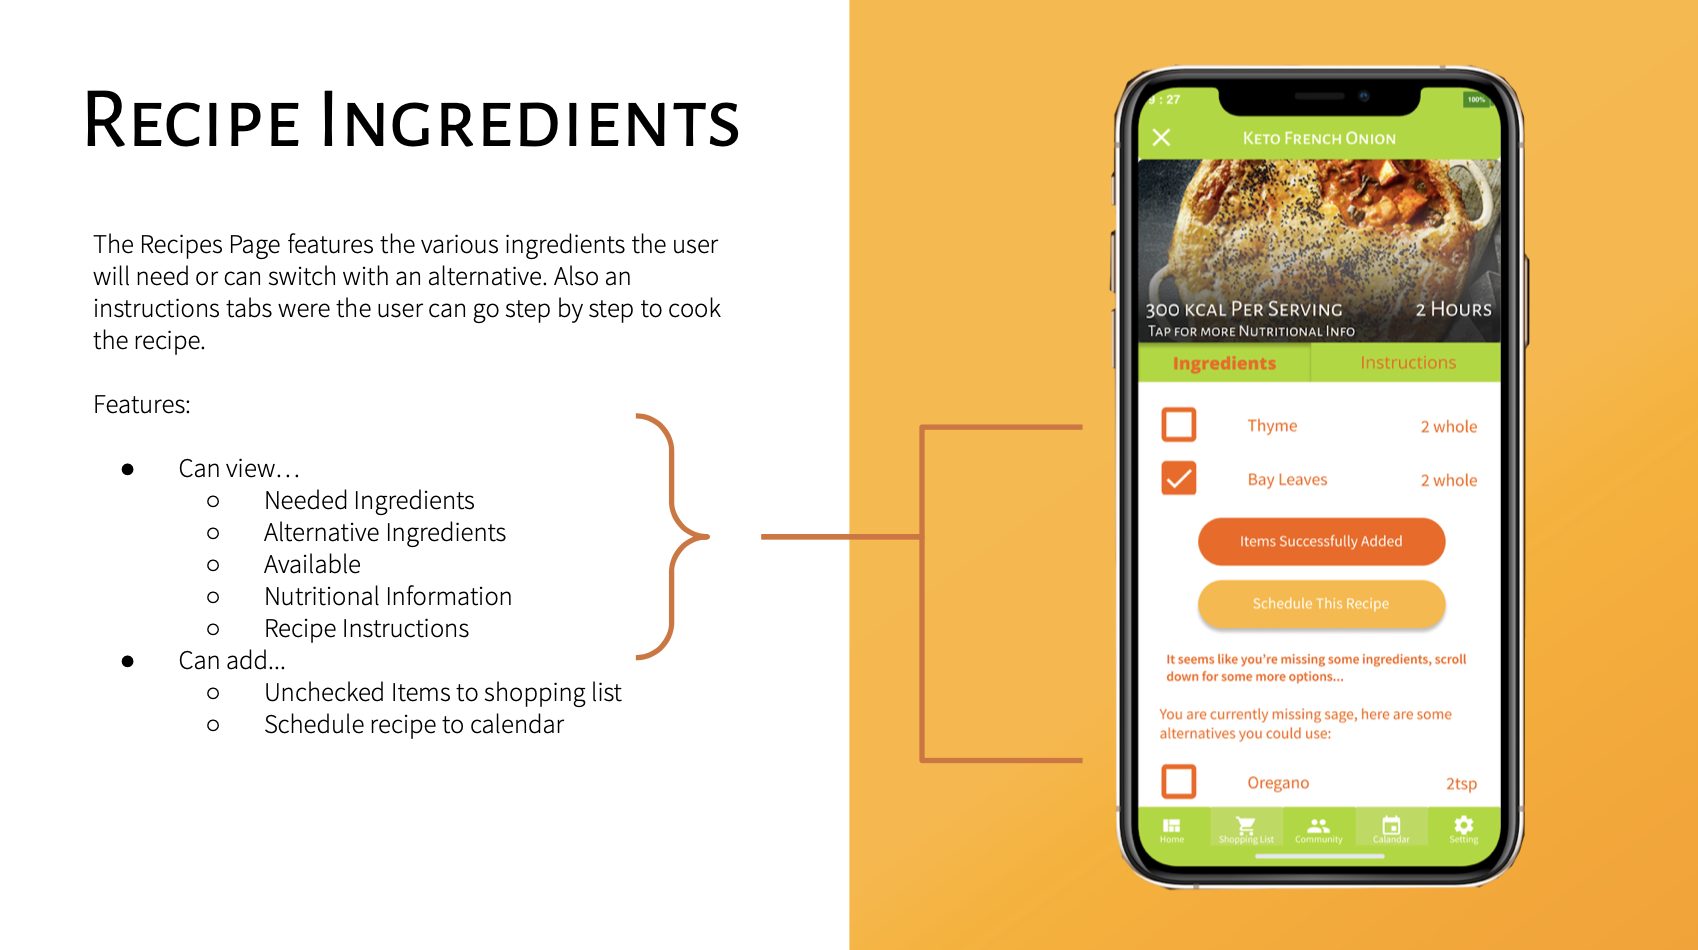 Recipe Ingredients
The Recipes Page features the various ingredients the user
will need or can switch with an alternative. Also an
instructions tabs were the user can go step by step to cook
the recipe.
Features:
● Can view…
○ Needed Ingredients
○ Alternative Ingredients
○ Available
○ Nutritional Information
○ Recipe Instructions
● Can add...
○ Unchecked Items to shopping list
○ Schedule recipe to calendar
9 : 27 100%
Keto French Onion
300 kcal Per Serving 2 Hours
Tap for more Nutritional Info
Ingredients Instructions
Thyme 2 whole
Bay Leaves 2 whole
Items Successfully Added
Schedule This Recipe
It seems like you're missing some ingredients, scroll
down for some more options...
You are currently missing sage, here are some
alternatives you could use:
Oregano 2tsp
Home Shopping List Community Calandar Setting